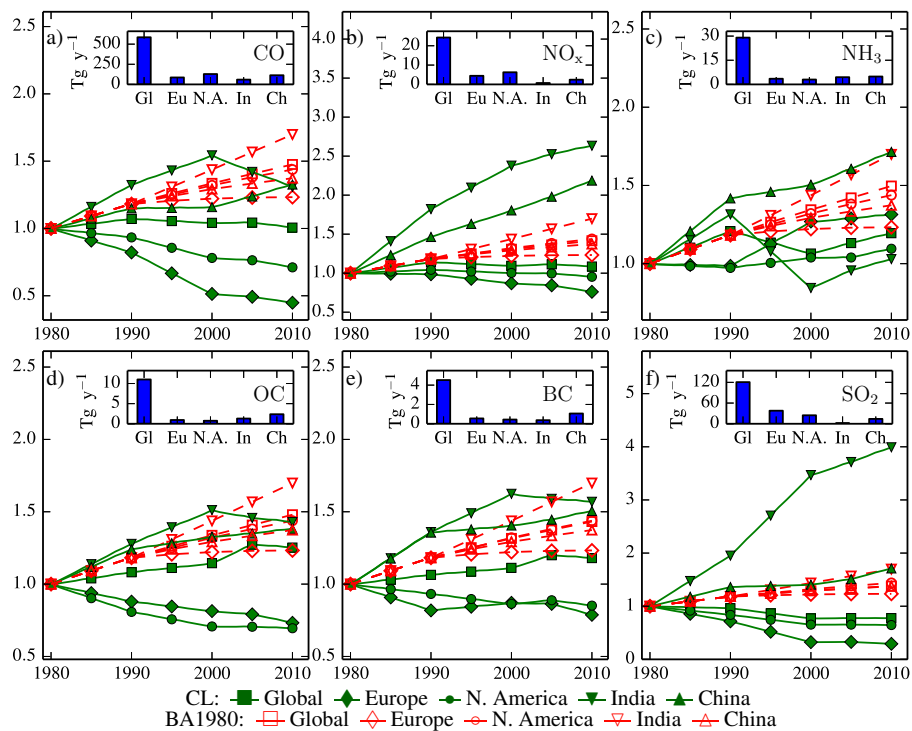 2.5
2.0
1.5
1.0
0.5
1980 1990 2000 2010
a)
CO
Tg y⁻¹
500
250
0
Gl Eu N.A. In Ch
4.0
3.5
3.0
2.5
2.0
1.5
1.0
0.5
1980 1990 2000 2010
b)
NOₓ
Tg y⁻¹
20
10
0
Gl Eu N.A. In Ch
2.5
2.0
1.5
1.0
1980 1990 2000 2010
c)
NH₃
Tg y⁻¹
30
15
0
Gl Eu N.A. In Ch
2.5
2.0
1.5
1.0
0.5
1980 1990 2000 2010
d)
OC
Tg y⁻¹
10
5
0
Gl Eu N.A. In Ch
2.5
2.0
1.5
1.0
0.5
1980 1990 2000 2010
e)
BC
Tg y⁻¹
4
2
0
Gl Eu N.A. In Ch
5
4
3
2
1
0
1980 1990 2000 2010
f)
SO₂
Tg y⁻¹
120
60
0
Gl Eu N.A. In Ch
CL: Global Europe N. America India China
BA1980: Global Europe N. America India China